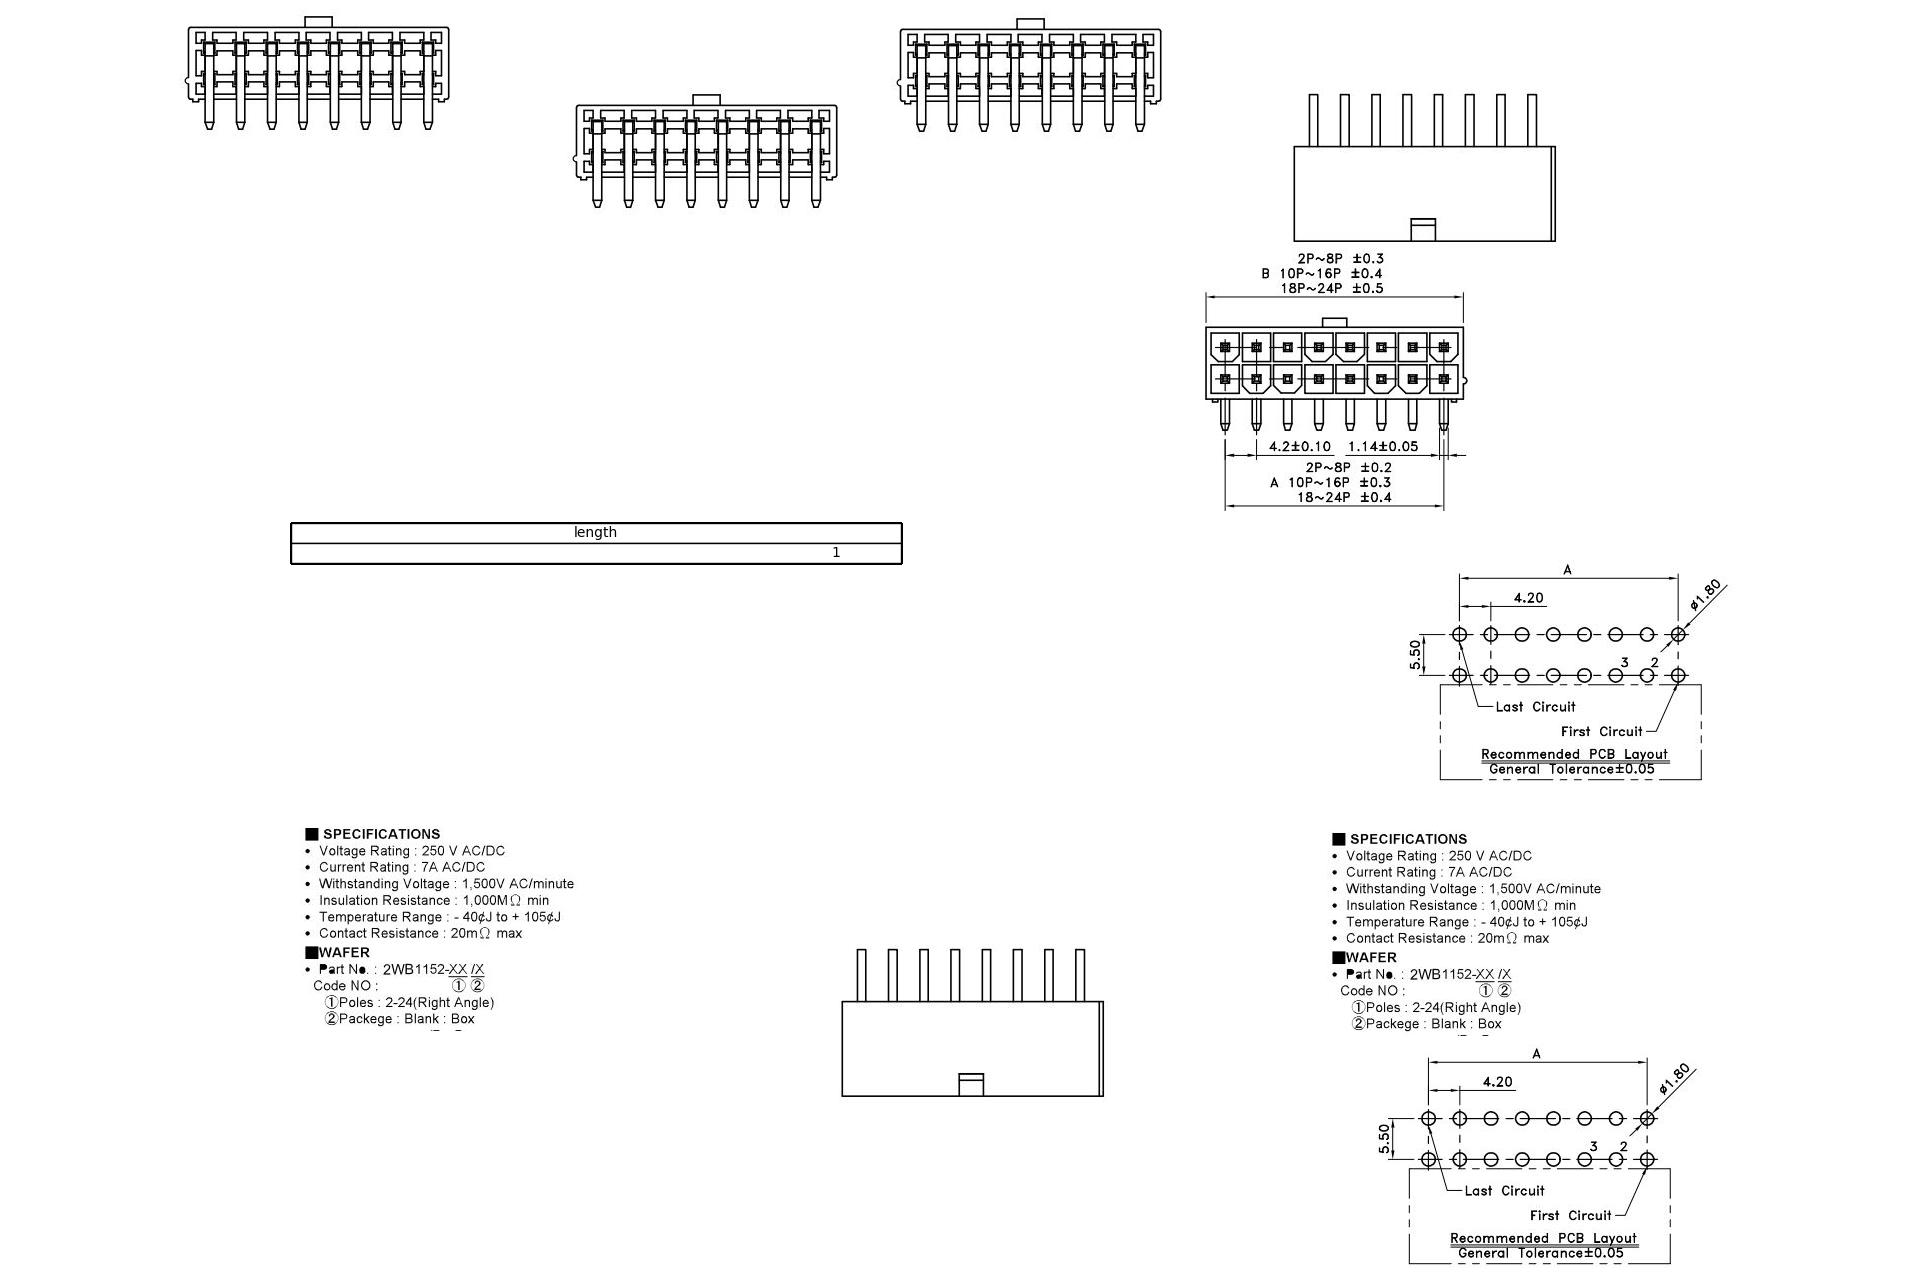 2P~8P ±0.3
B 10P~16P ±0.4
18P~24P ±0.5
4.2±0.10 1.14±0.05
2P~8P ±0.2
A 10P~16P ±0.3
18~24P ±0.4
length
1
A
4.20
ø1.80
5.50
3 2
Last Circuit
First Circuit
Recommended PCB Layout
General Tolerance±0.05
■ SPECIFICATIONS
• Voltage Rating : 250 V AC/DC
• Current Rating : 7A AC/DC
• Withstanding Voltage : 1,500V AC/minute
• Insulation Resistance : 1,000MΩ min
• Temperature Range : - 40¢J to + 105¢J
• Contact Resistance : 20mΩ max
■WAFER
• Part No. : 2WB1152-XX /X
Code NO : ① ②
①Poles : 2-24(Right Angle)
②Packege : Blank : Box
■ SPECIFICATIONS
• Voltage Rating : 250 V AC/DC
• Current Rating : 7A AC/DC
• Withstanding Voltage : 1,500V AC/minute
• Insulation Resistance : 1,000MΩ min
• Temperature Range : - 40¢J to + 105¢J
• Contact Resistance : 20mΩ max
■WAFER
• Part No. : 2WB1152-XX /X
Code NO : ① ②
①Poles : 2-24(Right Angle)
②Packege : Blank : Box
A
4.20
ø1.80
5.50
3 2
Last Circuit
First Circuit
Recommended PCB Layout
General Tolerance±0.05